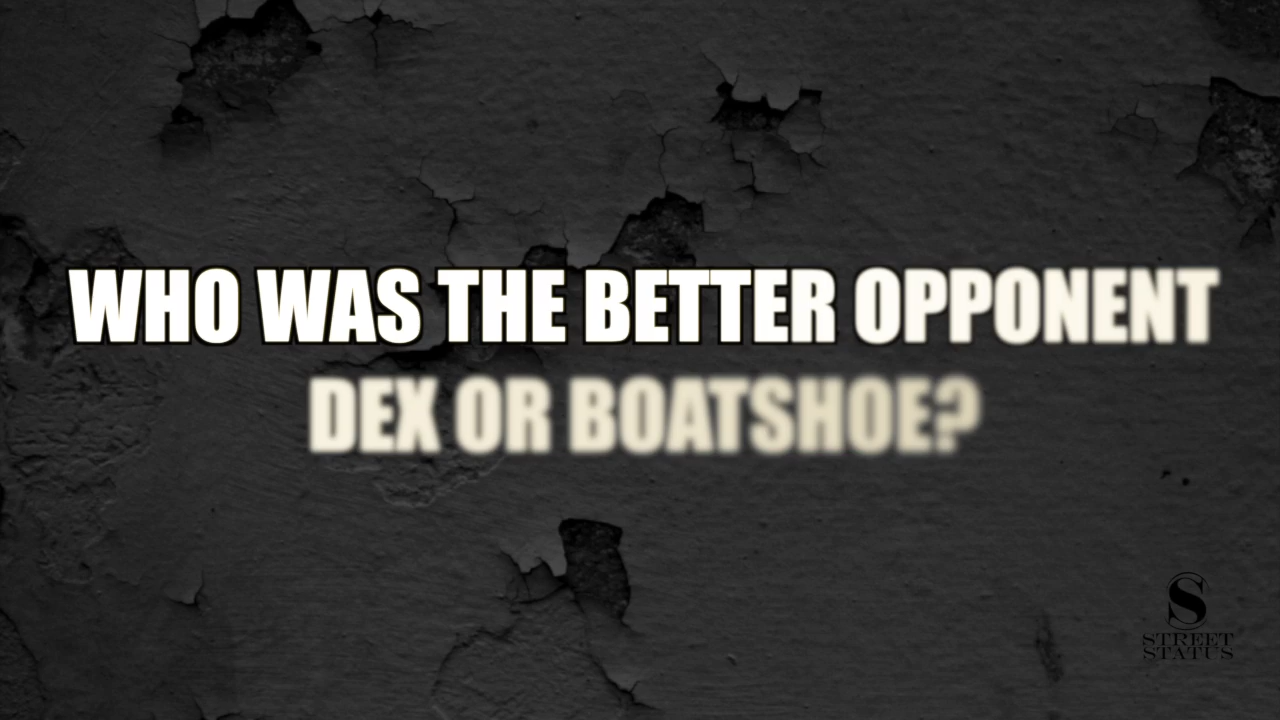 WHO WAS THE BETTER OPPONENT
DEX OR BOATSHOE?
S
STREET
STATUS